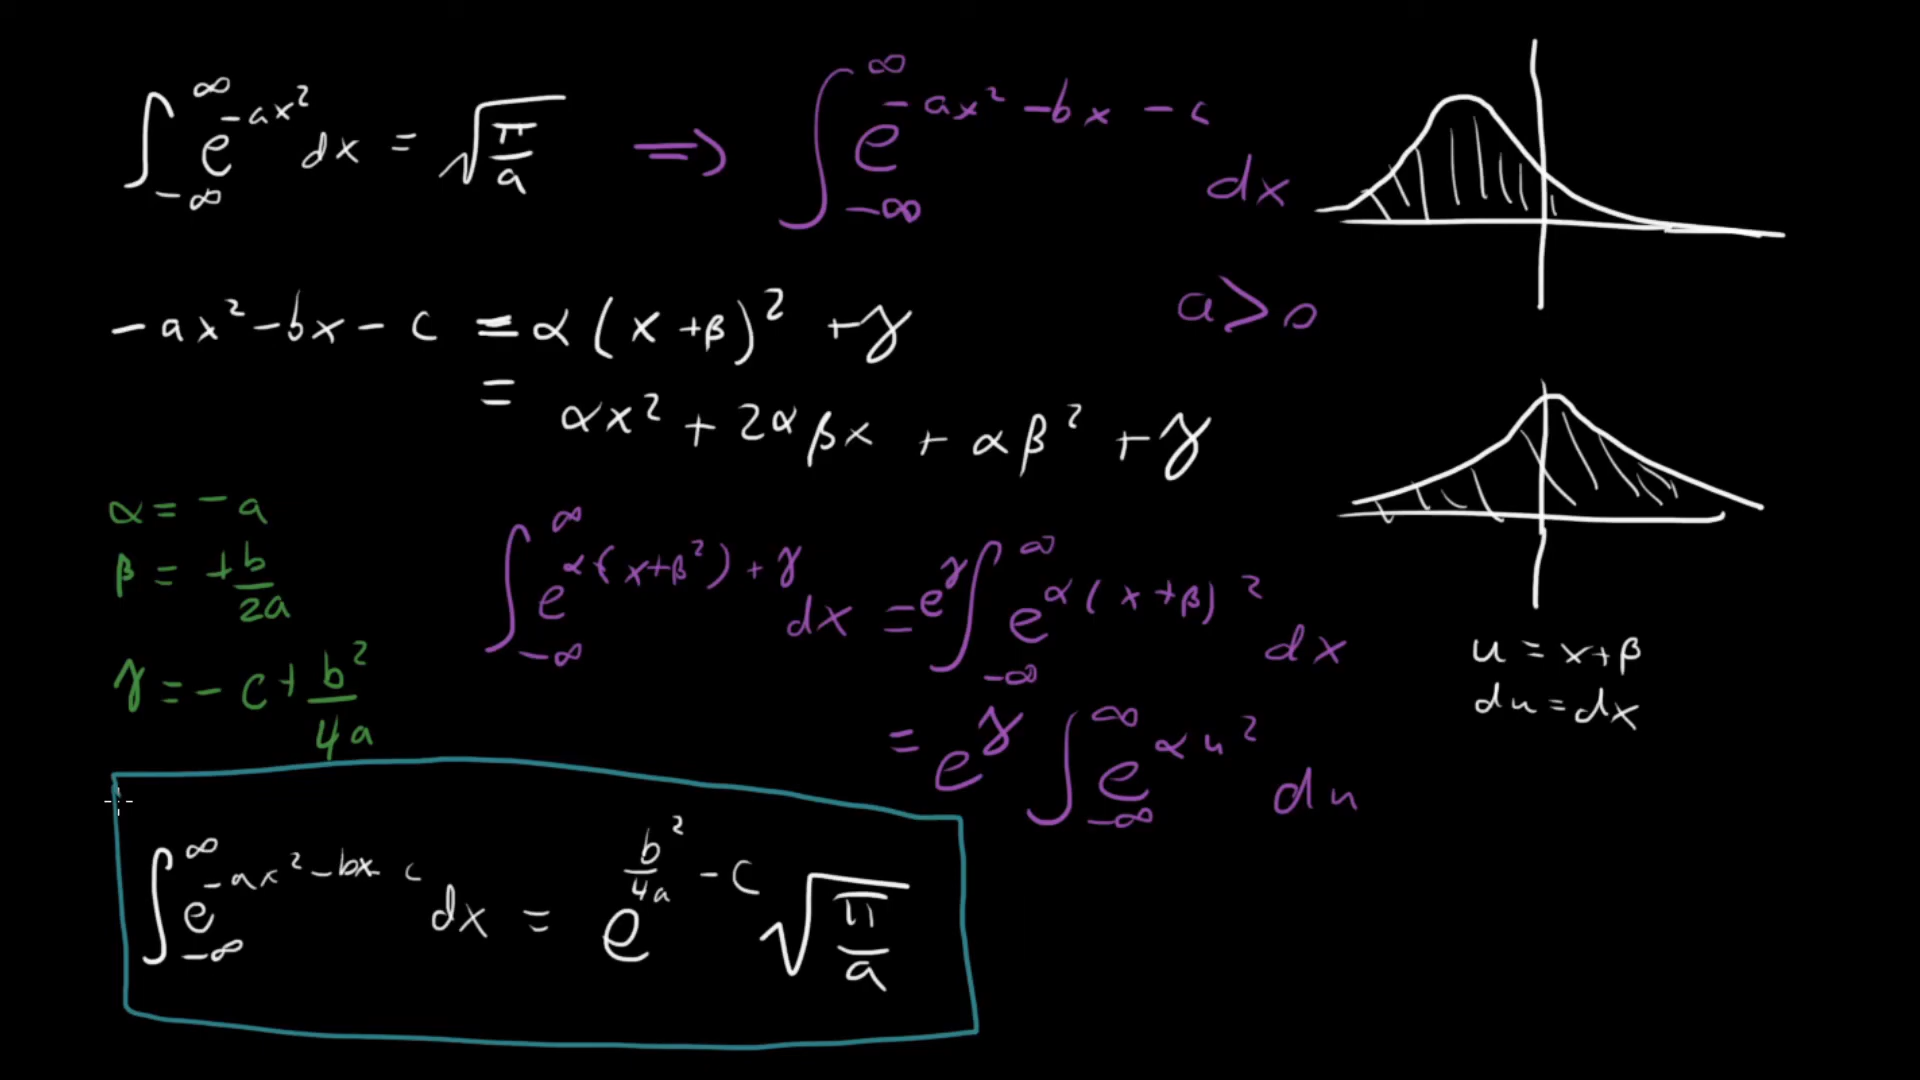 ∫_{-∞}^{∞} e^{-ax²} dx = √(π/a) ⇒ ∫_{-∞}^{∞} e^{-ax² -bx - c} dx
a > 0
-ax² - bx - c = α(x+β)² + γ
= αx² + 2αβx + αβ² + γ
α = -a
β = +b/2a
γ = -c + b²/4a
∫_{-∞}^{∞} e^{α(x+β²) + γ} dx = e^γ ∫_{-∞}^{∞} e^{α(x+β)²} dx
= e^γ ∫_{-∞}^{∞} e^{αu²} du
u = x+β
du = dx
∫_{-∞}^{∞} e^{-ax² - bx - c} dx = e^{b²/4a - c} √(π/a)